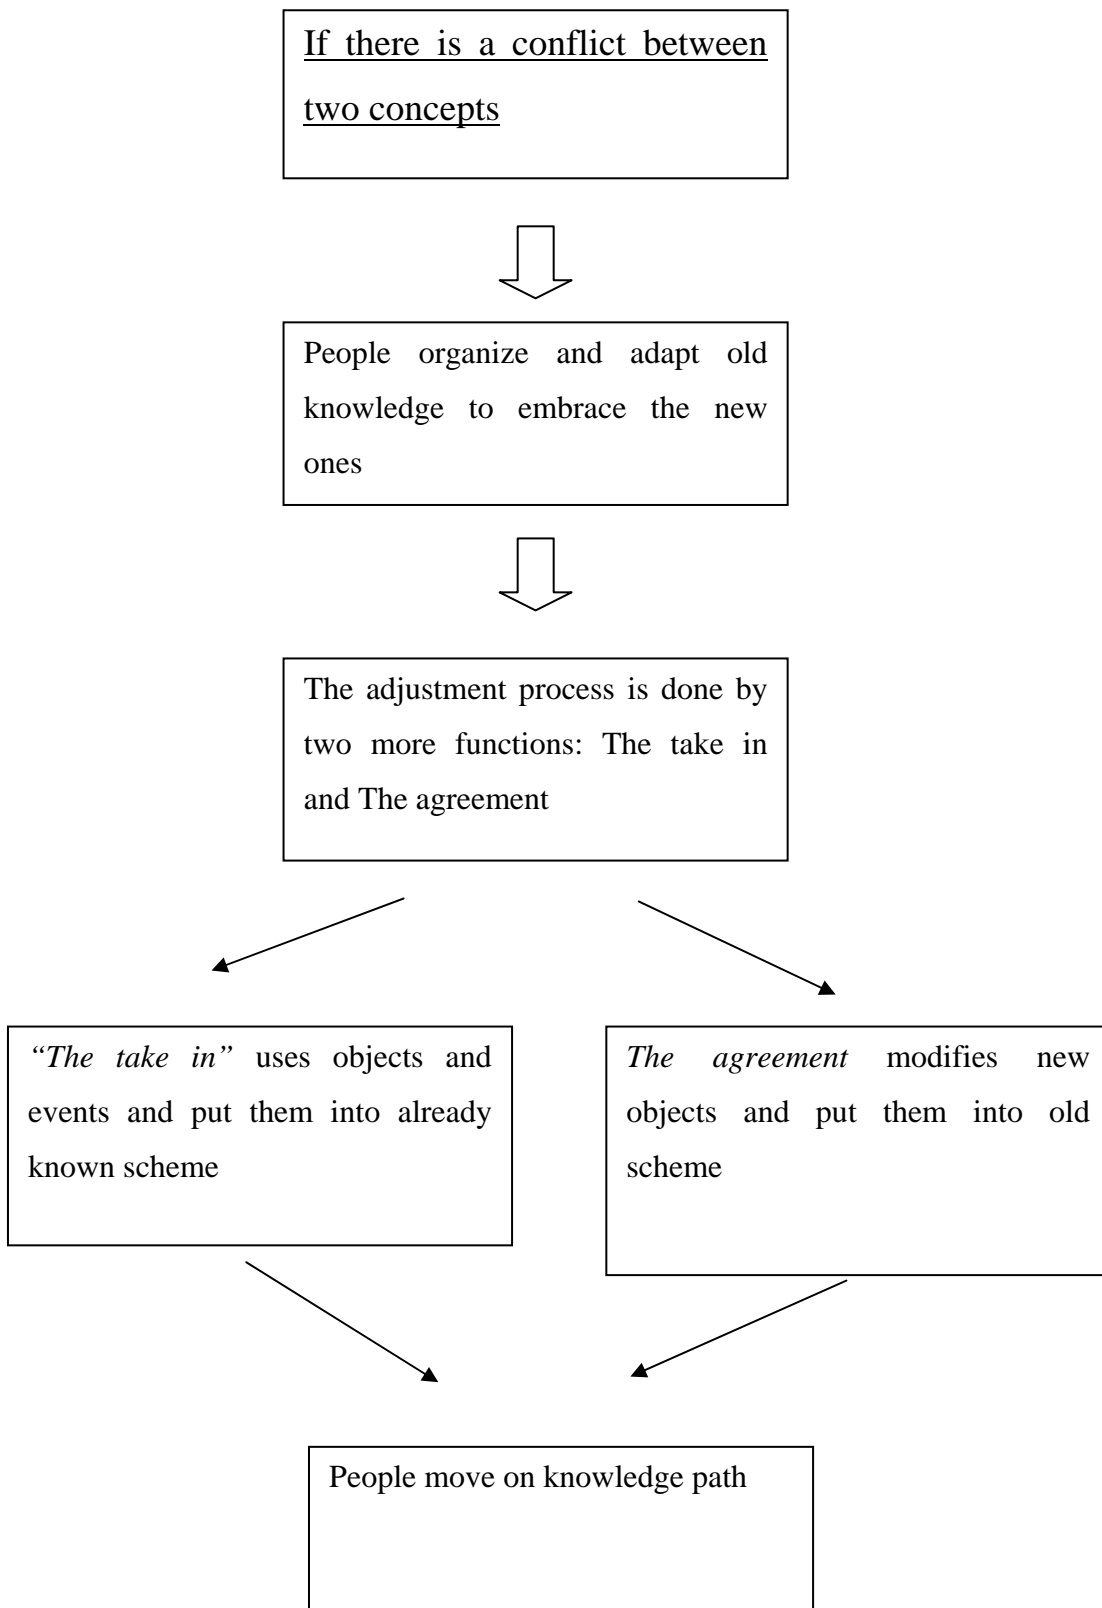 If there is a conflict between
two concepts
People organize and adapt old
knowledge to embrace the new
ones
The adjustment process is done by
two more functions: The take in
and The agreement
“The take in” uses objects and
events and put them into already
known scheme
The agreement modifies new
objects and put them into old
scheme
People move on knowledge path